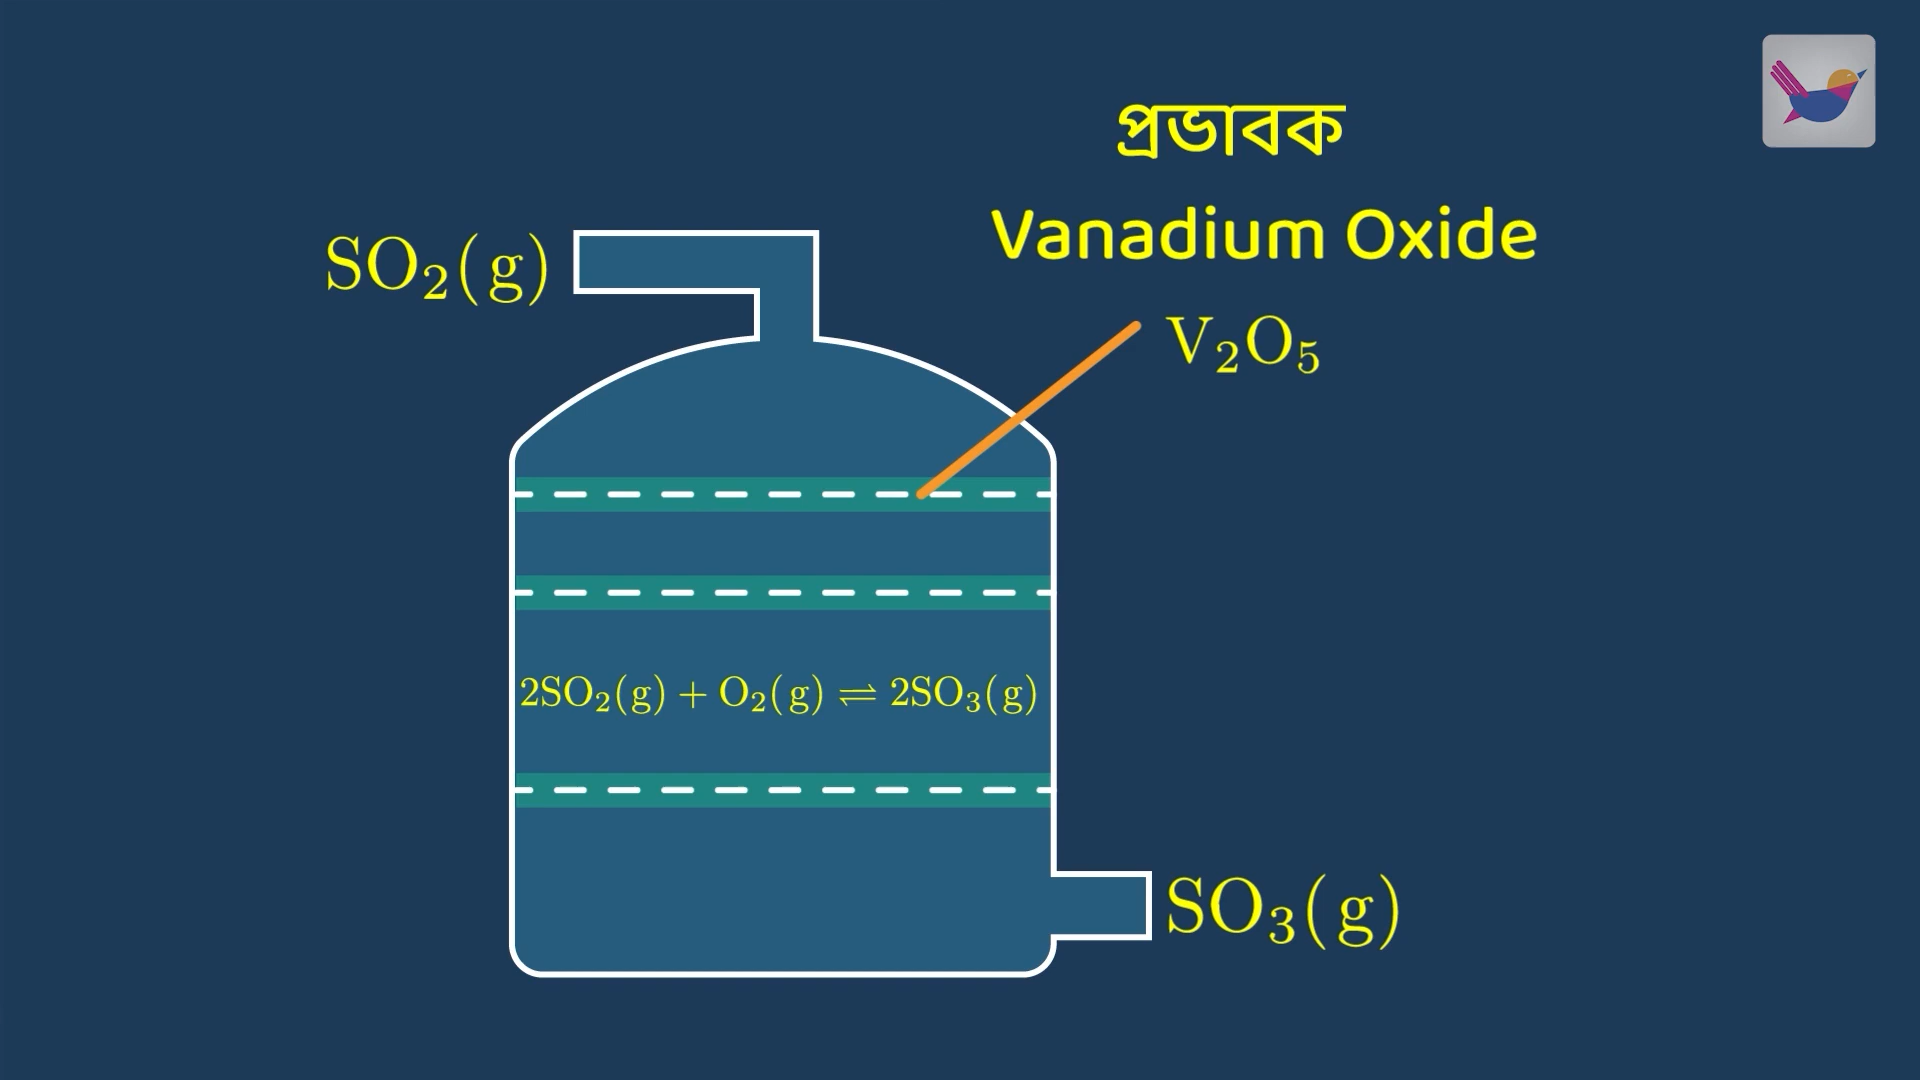 প্রভাবক
Vanadium Oxide
SO₂(g)
V₂O₅
2SO₂(g) + O₂(g) ⇌ 2SO₃(g)
SO₃(g)